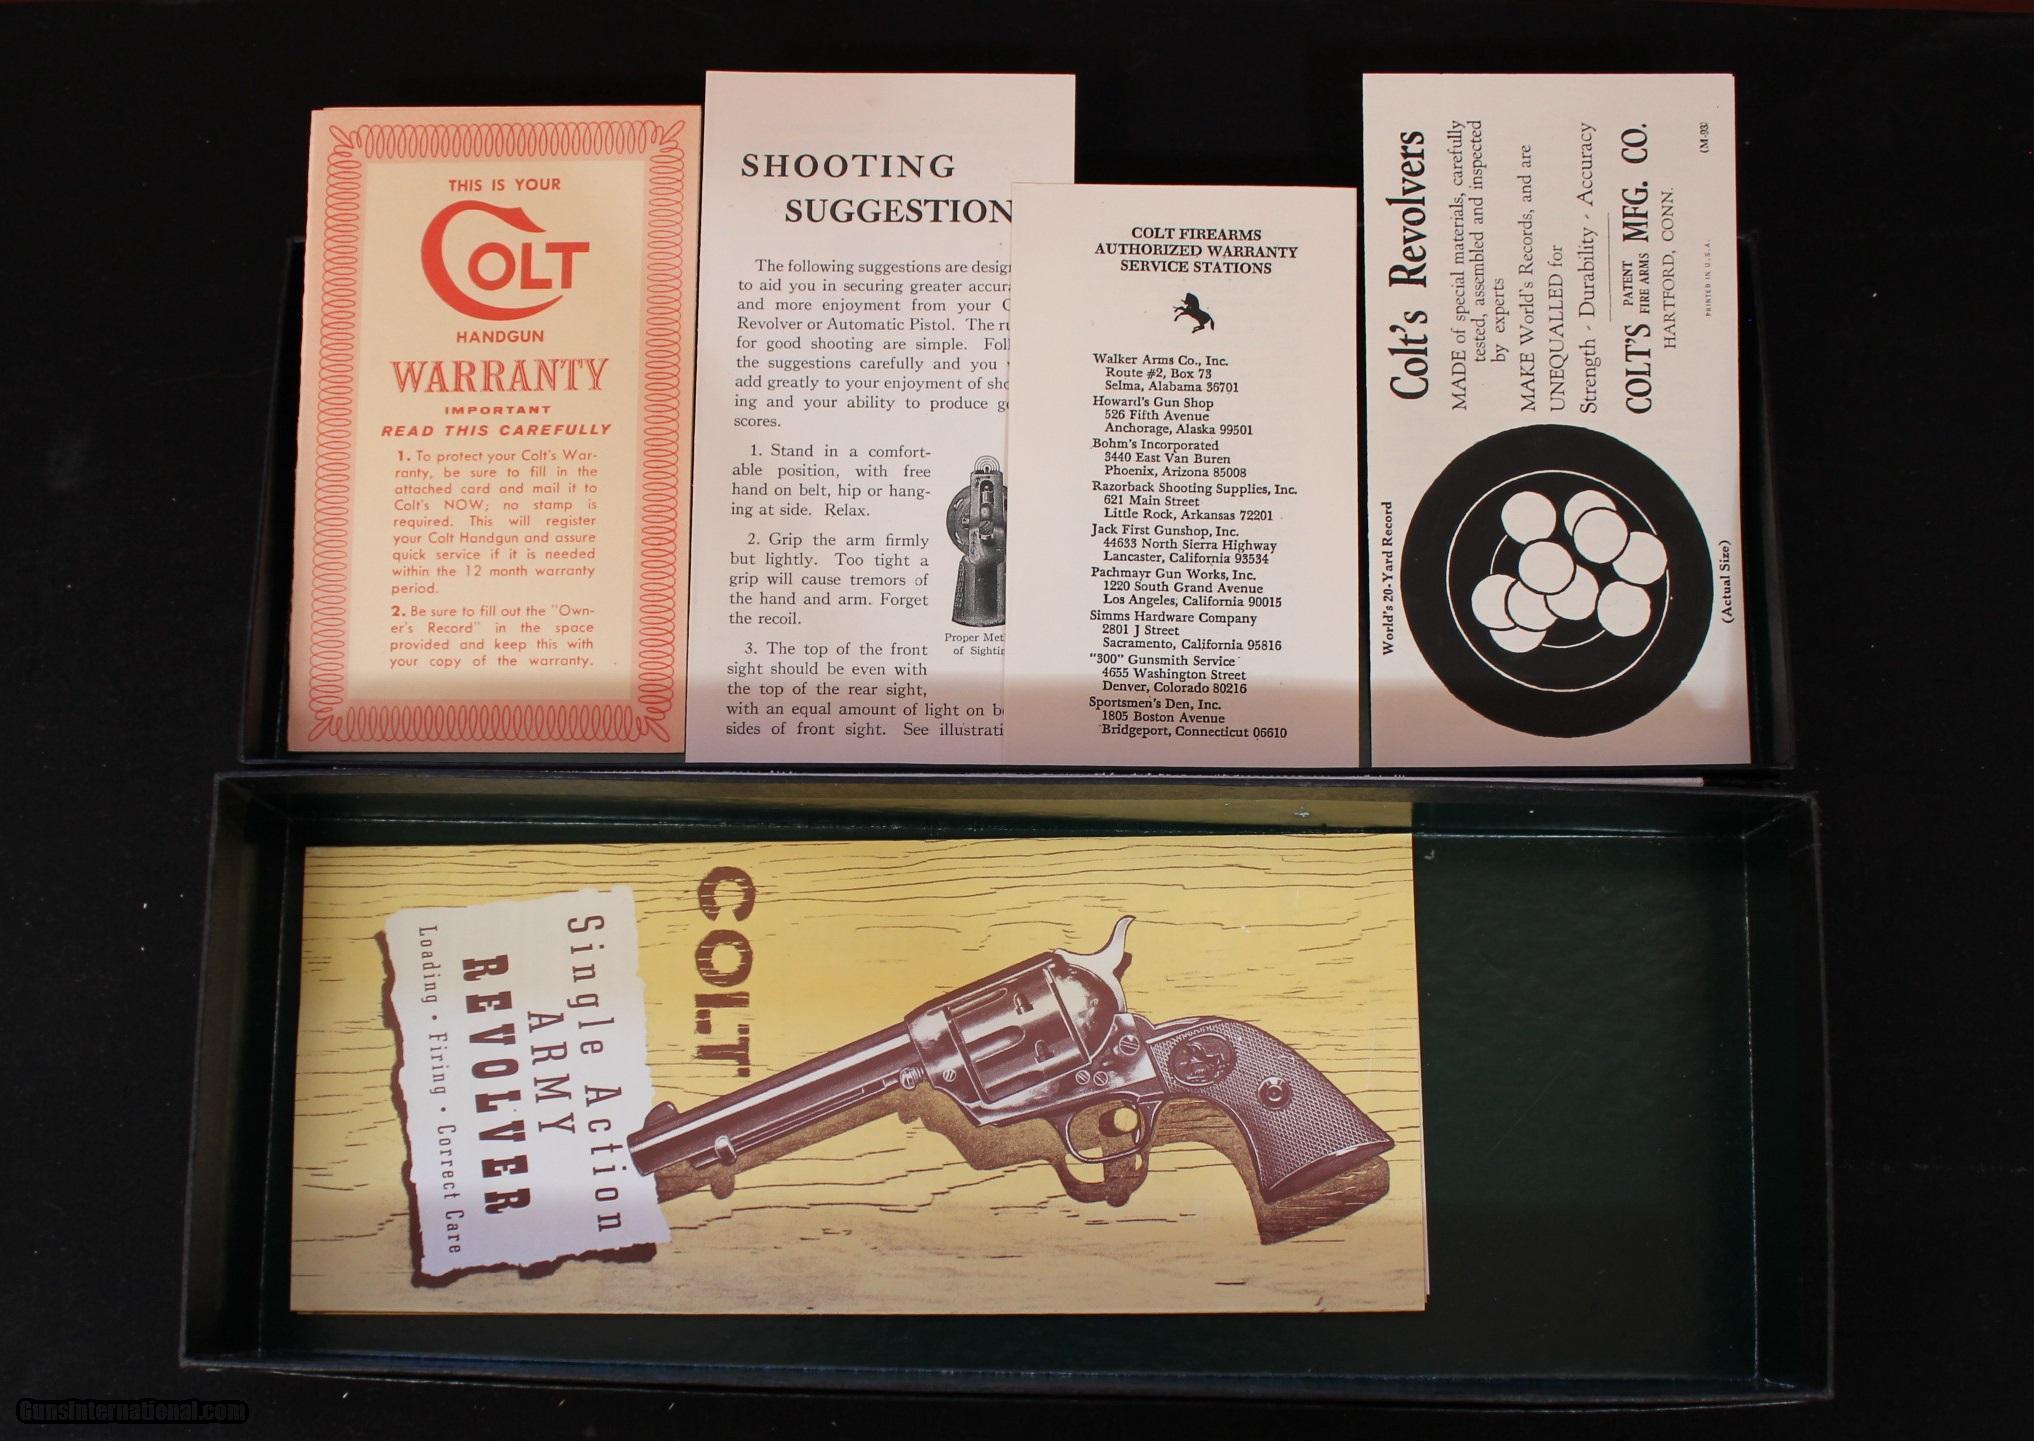 THIS IS YOUR
COLT
HANDGUN
WARRANTY
IMPORTANT
READ THIS CAREFULLY
1. To protect your Colt's War-
ranty, be sure to fill in the
attached card and mail it to
Colt's NOW; no stamp is
required. This will register
your Colt Handgun and assure
quick service if it is needed
within the 12 month warranty
period.
2. Be sure to fill out the "Own-
er's Record" in the space
provided and keep this with
your copy of the warranty.
SHOOTING
SUGGESTION
The following suggestions are
to aid you in securing greater
and more enjoyment from your
Revolver or Automatic Pistol. The
for good shooting are simple.
the suggestions carefully and you
add greatly to your enjoyment of
ing and your ability to produce
scores.
1. Stand in a comfort-
able position, with free
hand on belt, hip or hang-
ing at side. Relax.
2. Grip the arm firmly
but lightly. Too tight a
grip will cause tremors of
the hand and arm. Forget
the recoil.
3. The top of the front
sight should be even with
the top of the rear sight,
with an equal amount of light on
sides of front sight. See
Proper
of
COLT FIREARMS
AUTHORIZED WARRANTY
SERVICE STATIONS
Walker Arms Co., Inc.
Route #2, Box 73
Selma, Alabama 36701
Howard's Gun Shop
526 Fifth Avenue
Anchorage, Alaska 99501
Bohm's Incorporated
3440 East Van Buren
Phoenix, Arizona 85008
Razorback Shooting Supplies, Inc.
621 Main Street
Little Rock, Arkansas 72201
Jack First Gunshop, Inc.
44633 North Sierra Highway
Lancaster, California 93534
Pachmayr Gun Works, Inc.
1220 South Grand Avenue
Los Angeles, California 90015
Simms Hardware Company
2801 J Street
Sacramento, California 95816
"300" Gunsmith Service
4655 Washington Street
Denver, Colorado 80216
Sportsmen's Den, Inc.
1805 Boston Avenue
Bridgeport, Connecticut 06610
Colt's Revolvers
MADE of special materials, carefully
tested, assembled and inspected
by experts
MAKE World's Records, and are
UNEQUALLED for
Strength - Durability - Accuracy
COLT'S PATENT FIRE ARMS MFG. CO.
HARTFORD, CONN.
PRINTED IN U.S.A.
(M-93)
World's 20-Yard Record
(Actual Size)
COLT
Single Action
ARMY
REVOLVER
Loading • Firing • Correct Care
GunsInternational.com